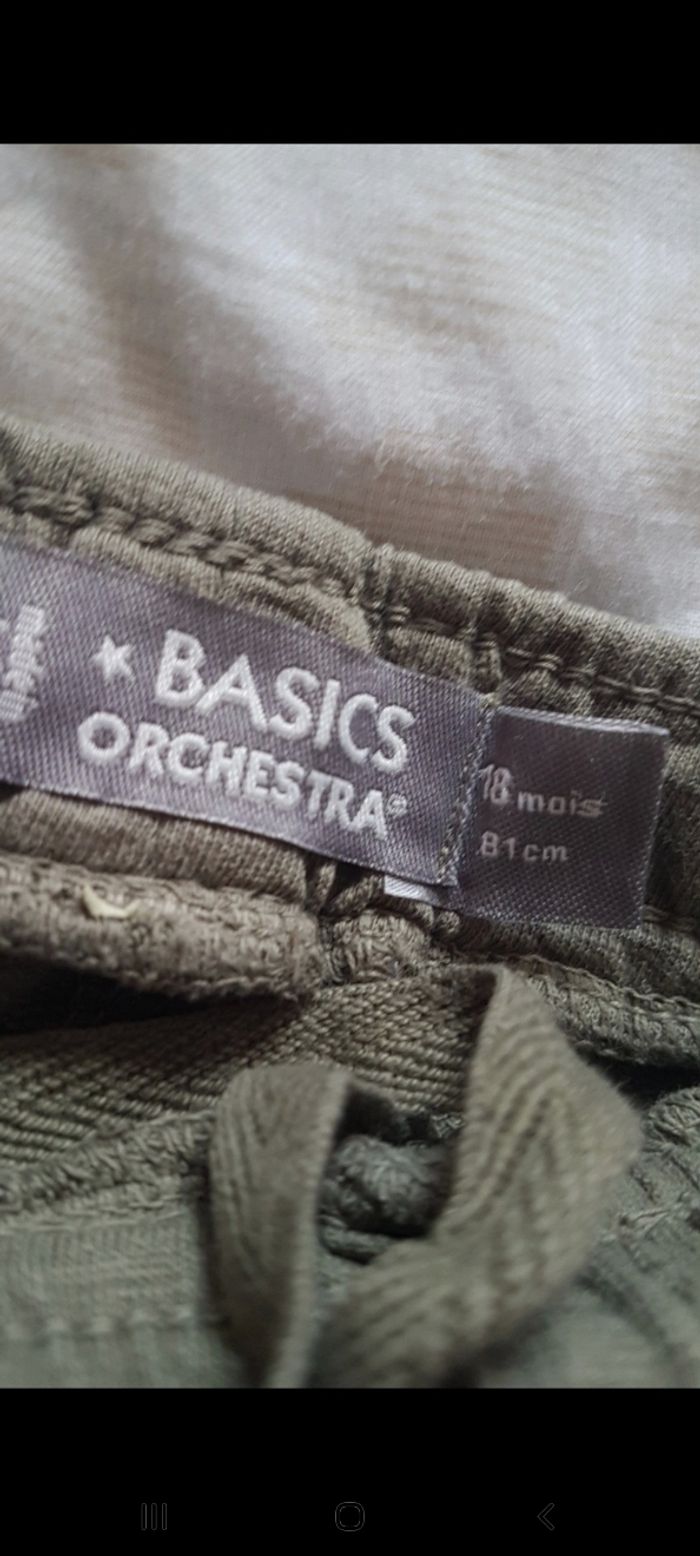 ★ BASICS
ORCHESTRA®
18 mois
81cm